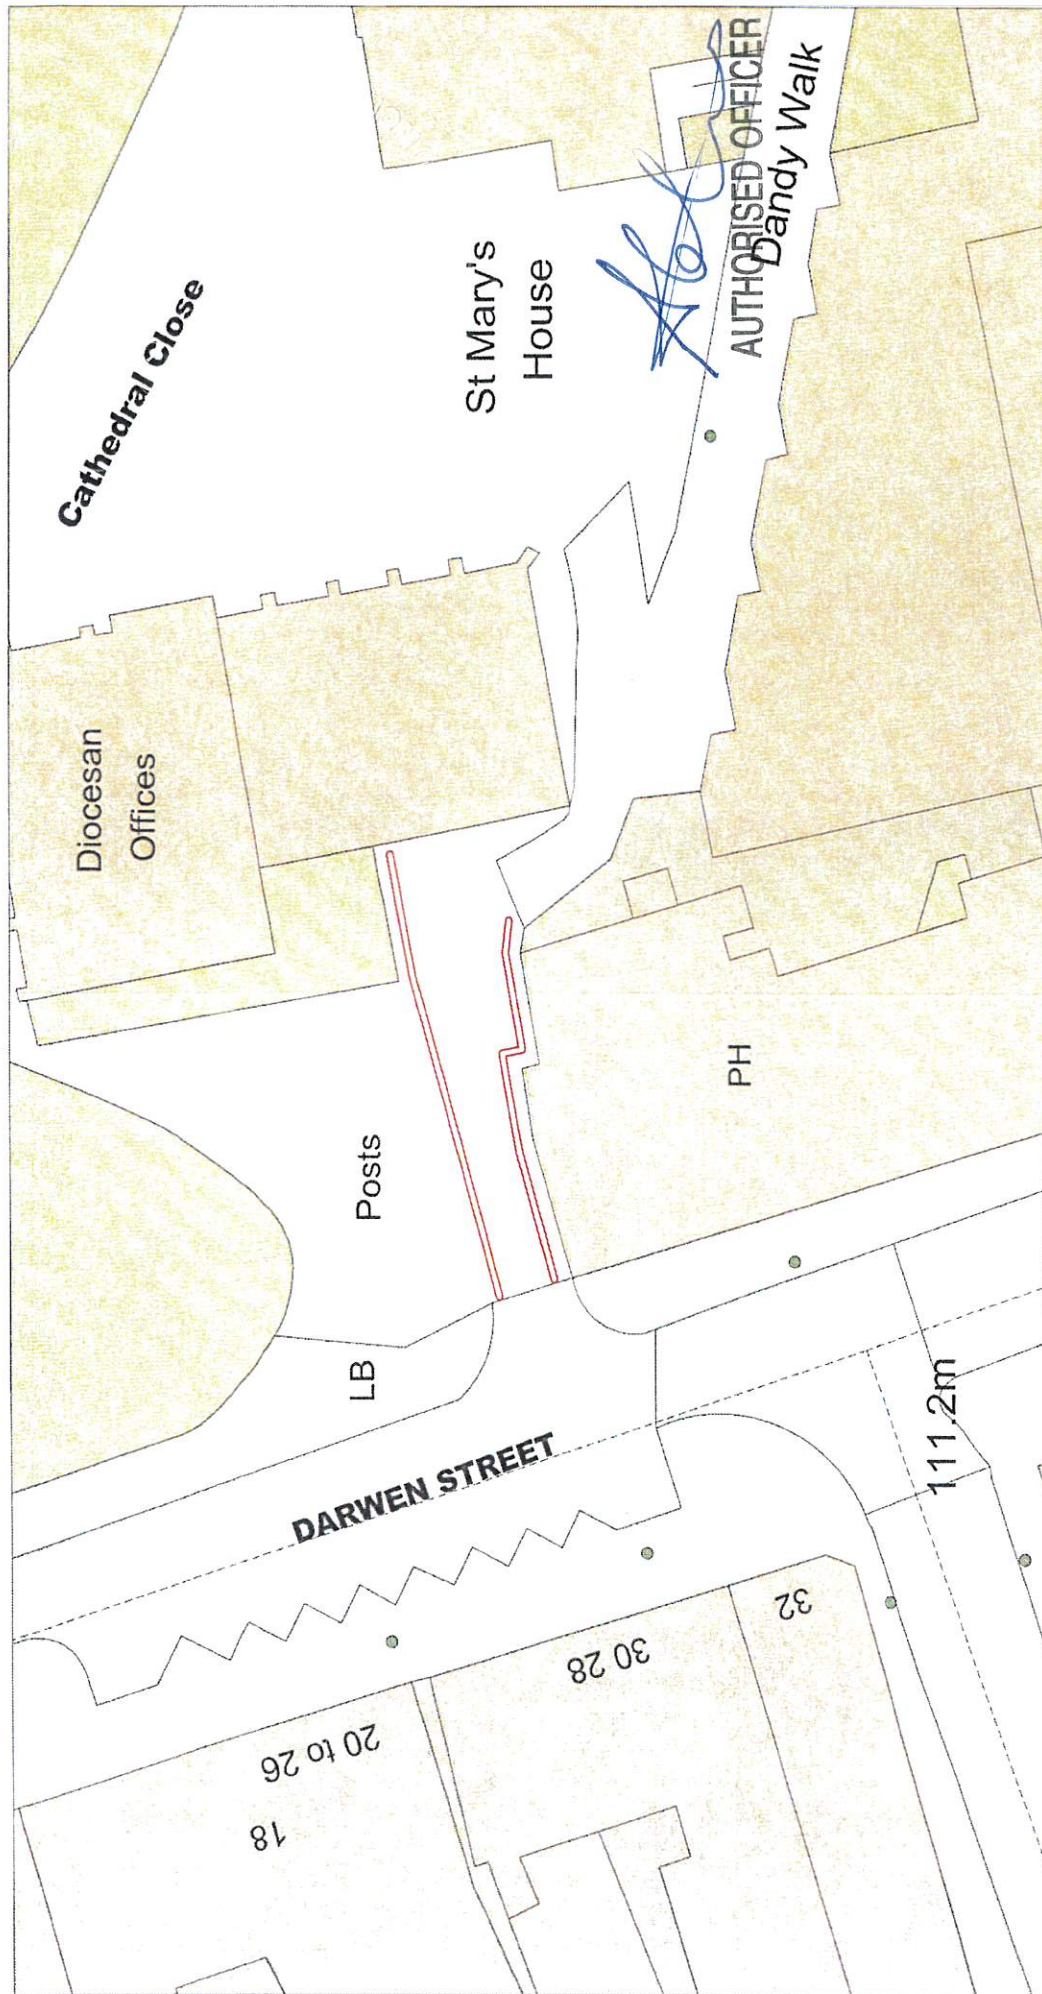 Cathedral Close
Diocesan
Offices
St Mary's
House
AUTHORISED OFFICER
Dandy Walk
Posts
PH
LB
DARWEN STREET
111.2m
18
20 to 26
30 28
32